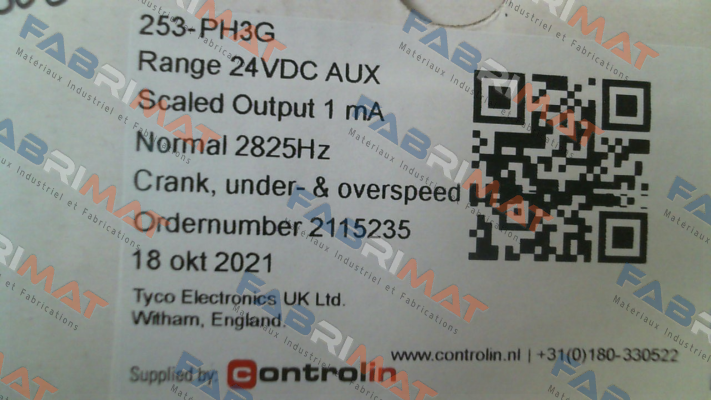 253-PH3G
Range 24VDC AUX
Scaled Output 1 mA
Normal 2825Hz
Crank, under- & overspeed
Ordernumber 2115235
18 okt 2021
Tyco Electronics UK Ltd.
Witham, England.
www.controlin.nl | +31(0)180-330522
Supplied by: controlin
FABRIMAT
Materiaux Industriel et Fabrications